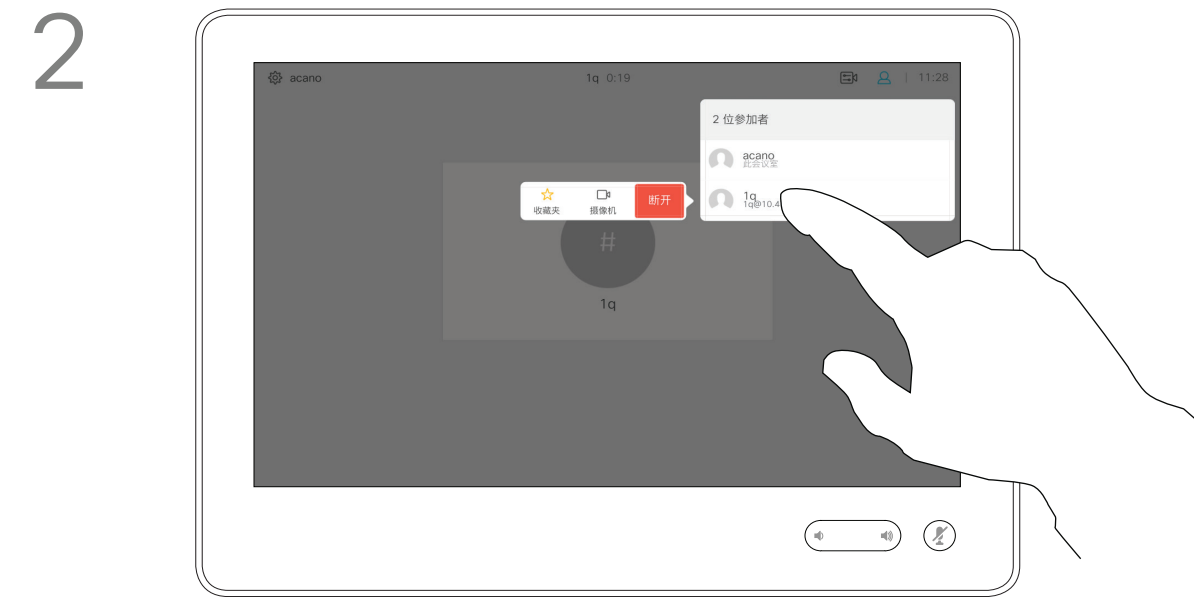 2
acano
1q 0:19
11:28
2 位参加者
acano
此会议室
1q
1q@10.4
收藏夹
摄像机
断开
#
1q